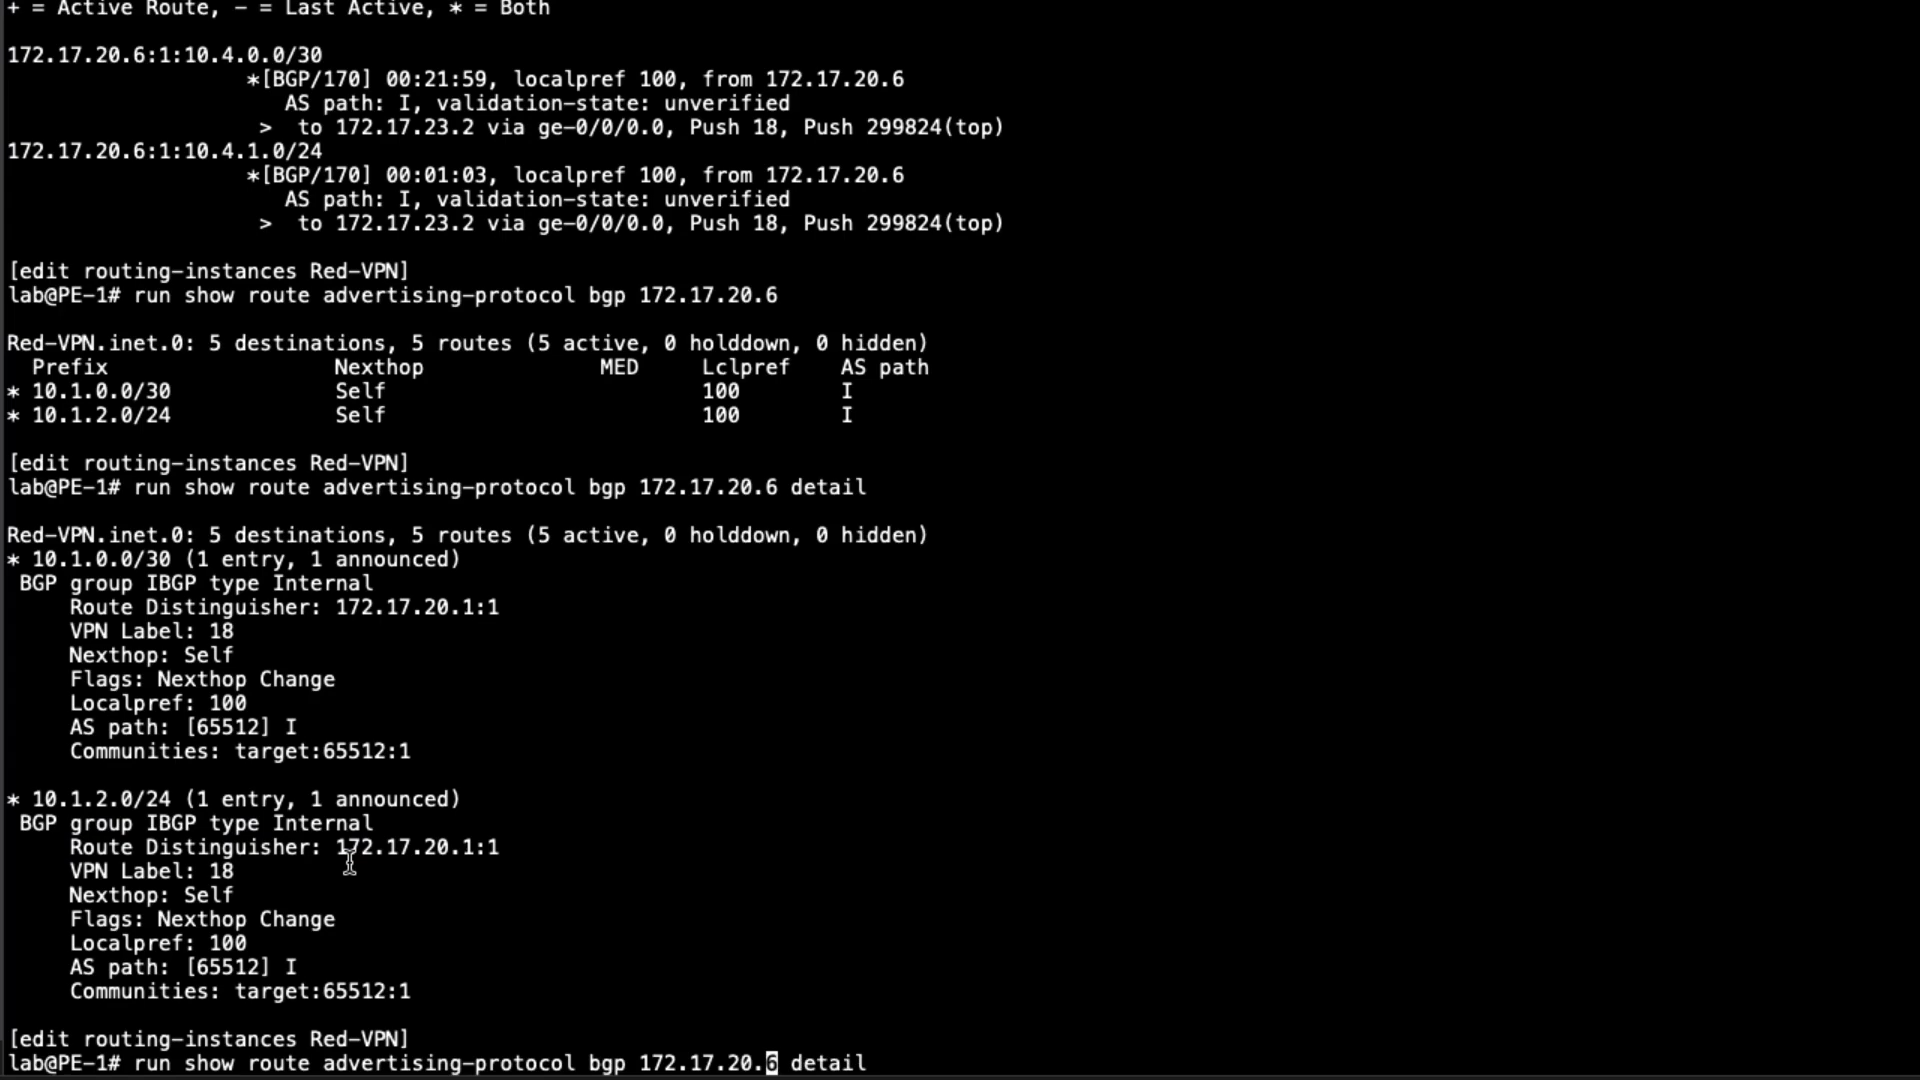 + = Active Route, - = Last Active, * = Both
172.17.20.6:1:10.4.0.0/30
*[BGP/170] 00:21:59, localpref 100, from 172.17.20.6
AS path: I, validation-state: unverified
> to 172.17.23.2 via ge-0/0/0.0, Push 18, Push 299824(top)
172.17.20.6:1:10.4.1.0/24
*[BGP/170] 00:01:03, localpref 100, from 172.17.20.6
AS path: I, validation-state: unverified
> to 172.17.23.2 via ge-0/0/0.0, Push 18, Push 299824(top)
[edit routing-instances Red-VPN]
lab@PE-1# run show route advertising-protocol bgp 172.17.20.6
Red-VPN.inet.0: 5 destinations, 5 routes (5 active, 0 holddown, 0 hidden)
Prefix Nexthop MED Lclpref AS path
* 10.1.0.0/30 Self 100 I
* 10.1.2.0/24 Self 100 I
[edit routing-instances Red-VPN]
lab@PE-1# run show route advertising-protocol bgp 172.17.20.6 detail
Red-VPN.inet.0: 5 destinations, 5 routes (5 active, 0 holddown, 0 hidden)
* 10.1.0.0/30 (1 entry, 1 announced)
BGP group IBGP type Internal
Route Distinguisher: 172.17.20.1:1
VPN Label: 18
Nexthop: Self
Flags: Nexthop Change
Localpref: 100
AS path: [65512] I
Communities: target:65512:1
* 10.1.2.0/24 (1 entry, 1 announced)
BGP group IBGP type Internal
Route Distinguisher: 172.17.20.1:1
VPN Label: 18
Nexthop: Self
Flags: Nexthop Change
Localpref: 100
AS path: [65512] I
Communities: target:65512:1
[edit routing-instances Red-VPN]
lab@PE-1# run show route advertising-protocol bgp 172.17.20.6 detail